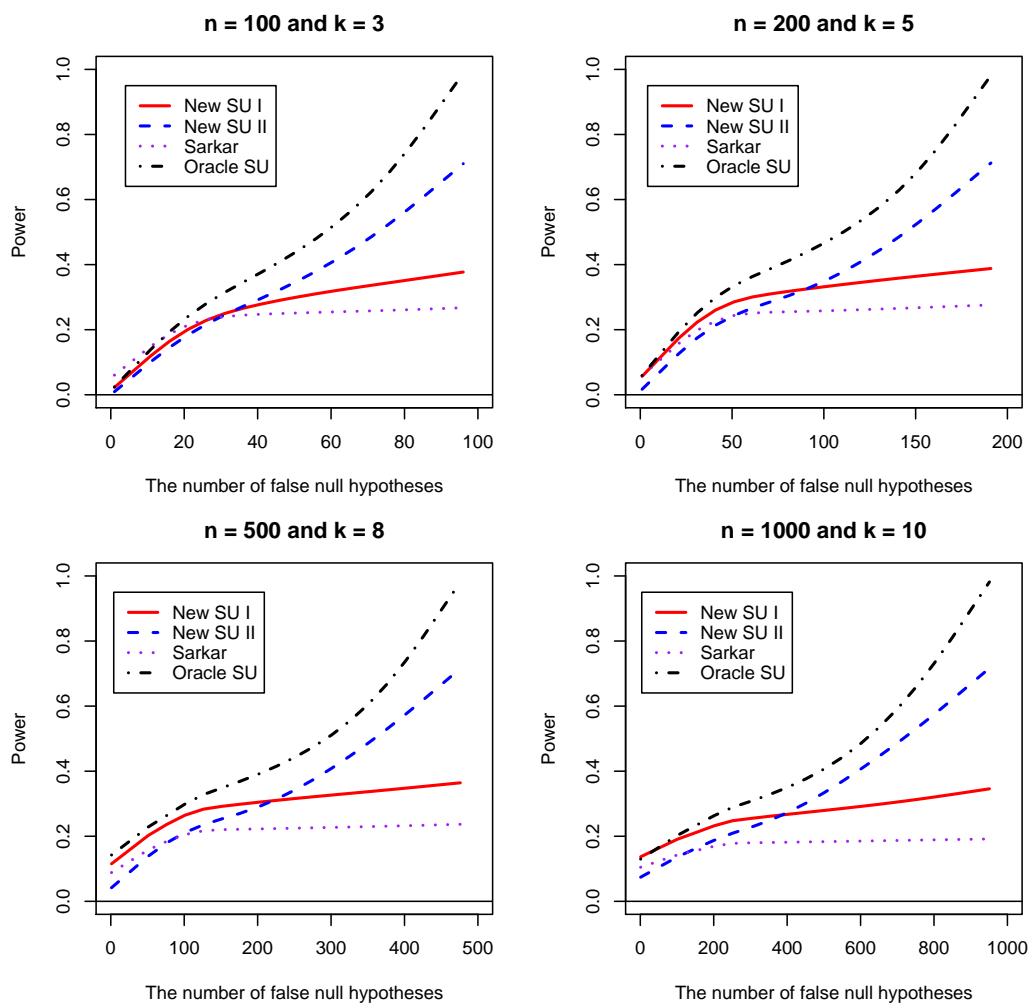 n = 100 and k = 3
Power
0.0 0.2 0.4 0.6 0.8 1.0
New SU I
New SU II
Sarkar
Oracle SU
0 20 40 60 80 100
The number of false null hypotheses
n = 200 and k = 5
Power
0.0 0.2 0.4 0.6 0.8 1.0
New SU I
New SU II
Sarkar
Oracle SU
0 50 100 150 200
The number of false null hypotheses
n = 500 and k = 8
Power
0.0 0.2 0.4 0.6 0.8 1.0
New SU I
New SU II
Sarkar
Oracle SU
0 100 200 300 400 500
The number of false null hypotheses
n = 1000 and k = 10
Power
0.0 0.2 0.4 0.6 0.8 1.0
New SU I
New SU II
Sarkar
Oracle SU
0 200 400 600 800 1000
The number of false null hypotheses